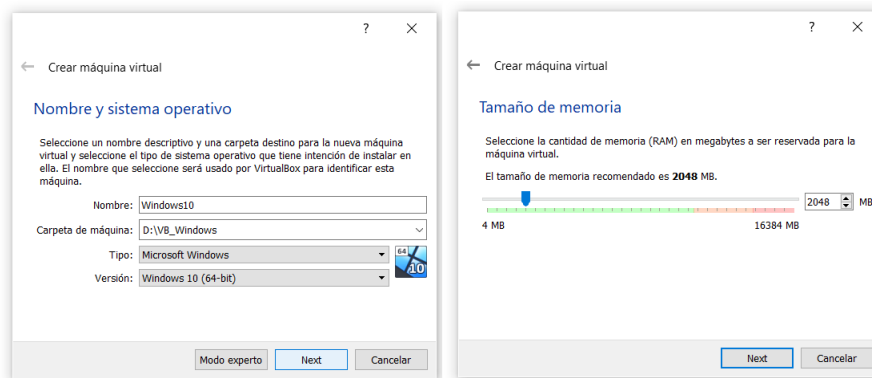 ?
Crear máquina virtual
Nombre y sistema operativo
Seleccione un nombre descriptivo y una carpeta destino para la nueva máquina
virtual y seleccione el tipo de sistema operativo que tiene intención de instalar en
ella. El nombre que seleccione será usado por VirtualBox para identificar esta
máquina.
Nombre: Windows10
Carpeta de máquina: D:\VB_Windows
Tipo: Microsoft Windows
64
10
Versión: Windows 10 (64-bit)
Modo experto Next Cancelar
?
Crear máquina virtual
Tamaño de memoria
Seleccione la cantidad de memoria (RAM) en megabytes a ser reservada para la
máquina virtual.
El tamaño de memoria recomendado es 2048 MB.
2048 MB
4 MB 16384 MB
Next Cancelar